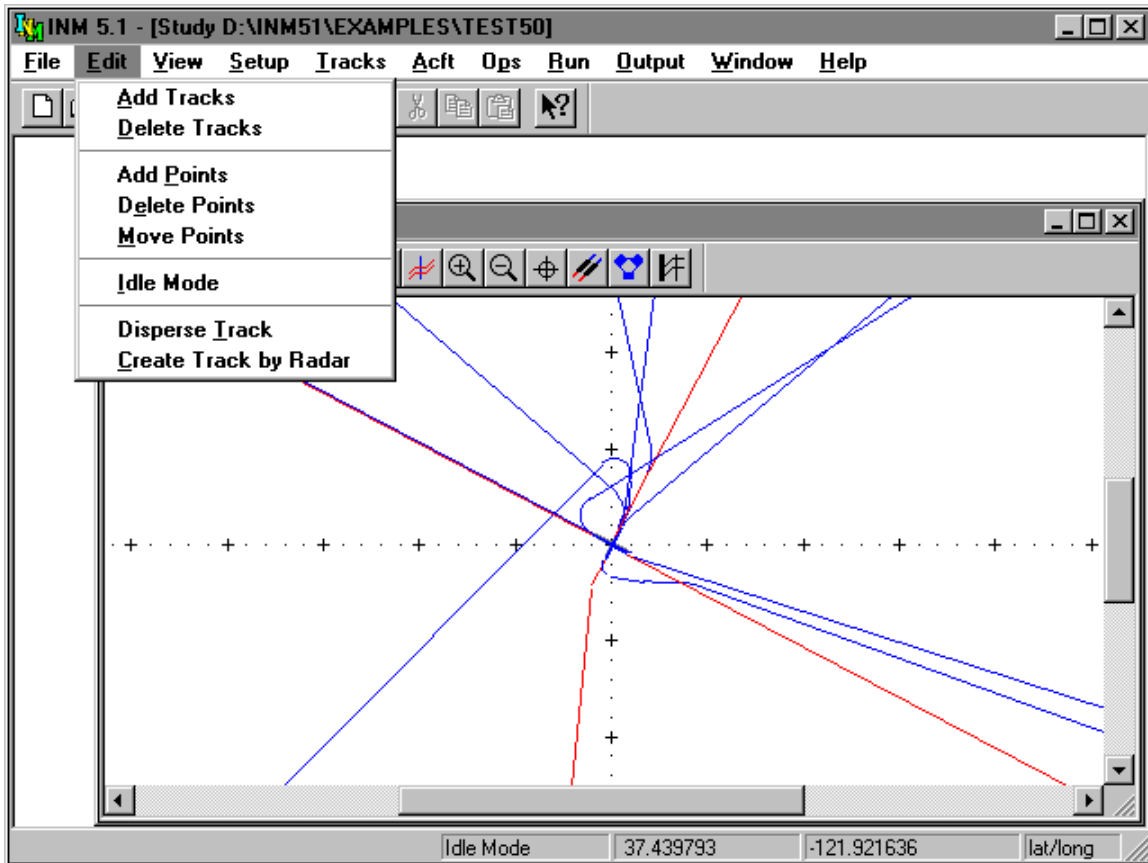 INM 5.1 - [Study D:\INM51\EXAMPLES\TEST50]
File Edit View Setup Tracks Acft Ops Run Output Window Help
Add Tracks
Delete Tracks
Add Points
Delete Points
Move Points
Idle Mode
Disperse Track
Create Track by Radar
Idle Mode 37.439793 -121.921636 lat/long